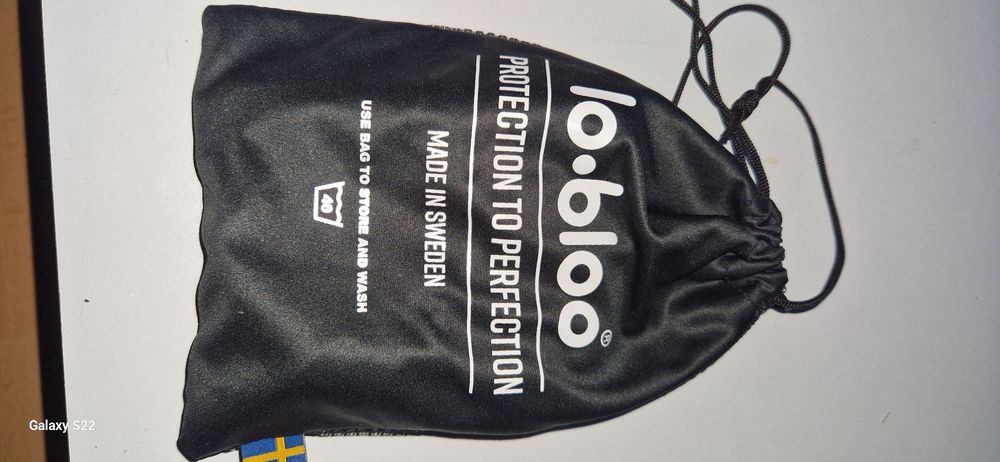 lo•bloo®
PROTECTION TO PERFECTION
MADE IN SWEDEN
USE BAG TO STORE AND WASH
40
Galaxy S22